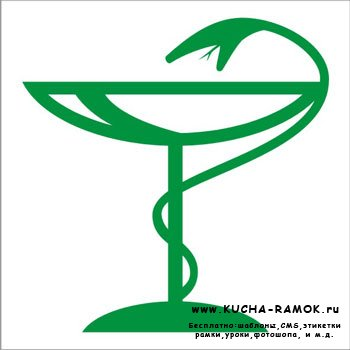 www.KUCHA-RAMOK.ru
Бесплатно шаблоны,CMS,этикетки
рамки,уроки,фотошопа, и м.д.